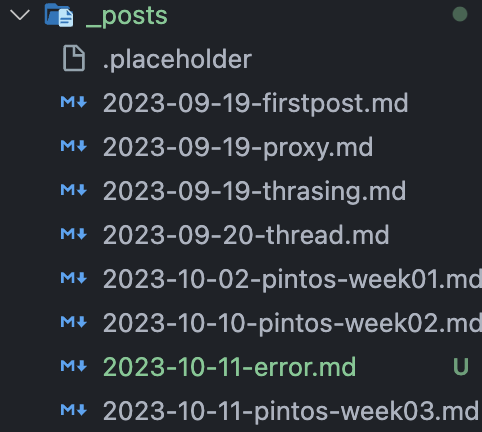 _posts
.placeholder
2023-09-19-firstpost.md
2023-09-19-proxy.md
2023-09-19-thrasing.md
2023-09-20-thread.md
2023-10-02-pintos-week01.md
2023-10-10-pintos-week02.md
2023-10-11-error.md U
2023-10-11-pintos-week03.md